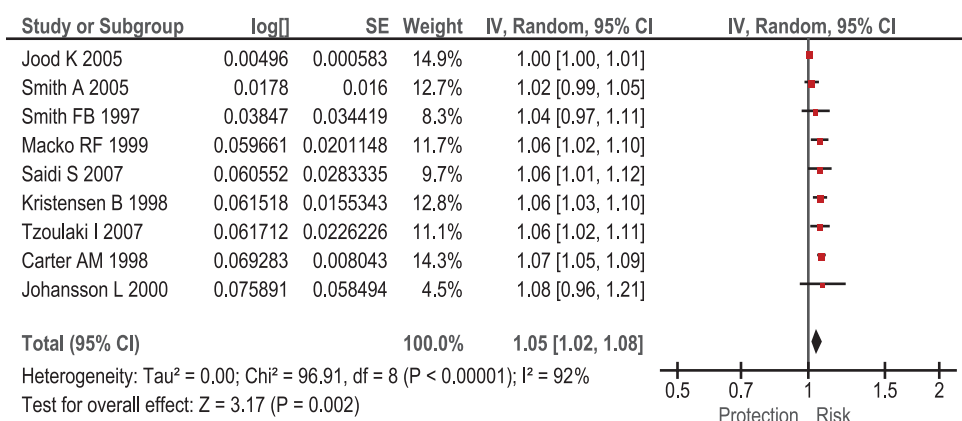 Study or Subgroup log[] SE Weight IV, Random, 95% CI IV, Random, 95% CI
Jood K 2005 0.00496 0.000583 14.9% 1.00 [1.00, 1.01]
Smith A 2005 0.0178 0.016 12.7% 1.02 [0.99, 1.05]
Smith FB 1997 0.03847 0.034419 8.3% 1.04 [0.97, 1.11]
Macko RF 1999 0.059661 0.0201148 11.7% 1.06 [1.02, 1.10]
Saidi S 2007 0.060552 0.0283335 9.7% 1.06 [1.01, 1.12]
Kristensen B 1998 0.061518 0.0155343 12.8% 1.06 [1.03, 1.10]
Tzoulaki I 2007 0.061712 0.0226226 11.1% 1.06 [1.02, 1.11]
Carter AM 1998 0.069283 0.008043 14.3% 1.07 [1.05, 1.09]
Johansson L 2000 0.075891 0.058494 4.5% 1.08 [0.96, 1.21]
Total (95% CI) 100.0% 1.05 [1.02, 1.08]
Heterogeneity: Tau² = 0.00; Chi² = 96.91, df = 8 (P < 0.00001); I² = 92%
Test for overall effect: Z = 3.17 (P = 0.002)
0.5 0.7 1 1.5 2
Protection Risk